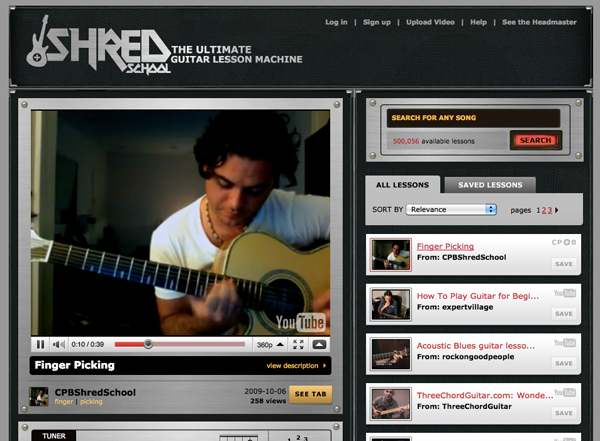 Log in | Sign up | Upload Video | Help | See the Headmaster
SHRED
SCHOOL
THE ULTIMATE
GUITAR LESSON MACHINE
YouTube
0:10 / 0:39
360p
Finger Picking
view description
CPBShredSchool
finger | picking
2009-10-06
258 views
SEE TAB
TUNER
1 2 3
SEARCH FOR ANY SONG
500,056 available lessons
SEARCH
ALL LESSONS
SAVED LESSONS
SORT BY Relevance
pages 1 2 3
Finger Picking
From: CPBShredSchool
CP+B
SAVE
How To Play Guitar for Begi...
From: expertvillage
YouTube
SAVE
Acoustic Blues guitar lesso...
From: rockongoodpeople
YouTube
SAVE
ThreeChordGuitar.com: Wonde...
From: ThreeChordGuitar
YouTube
SAVE
YouTube